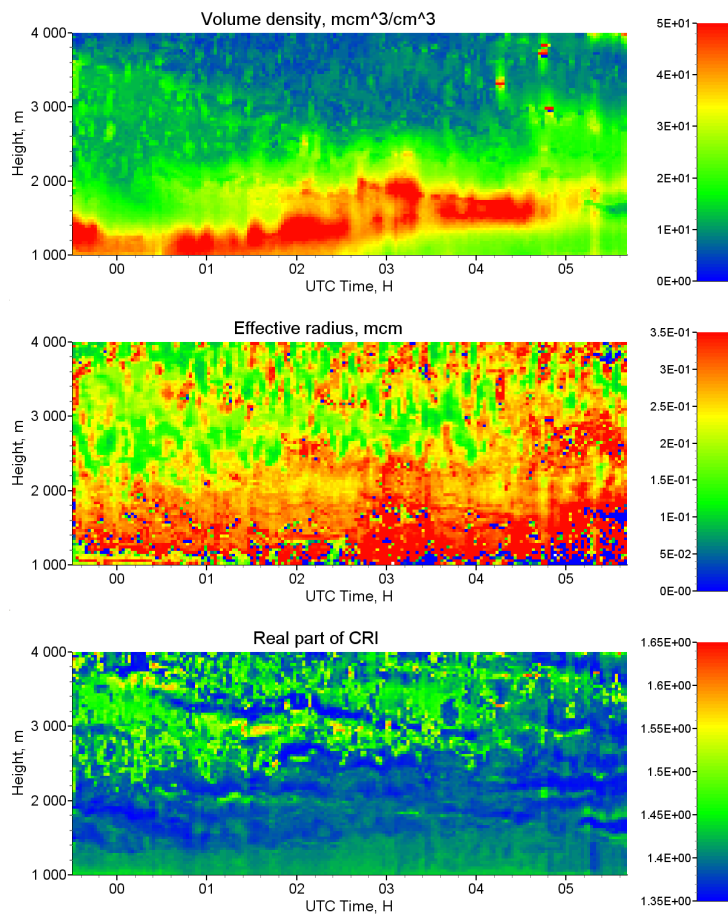 Volume density, mcm^3/cm^3
4 000
3 000
2 000
1 000
Height, m
00 01 02 03 04 05
UTC Time, H
5E+01
4E+01
3E+01
2E+01
1E+01
0E+00
Effective radius, mcm
4 000
3 000
2 000
1 000
Height, m
00 01 02 03 04 05
UTC Time, H
3.5E-01
3E-01
2.5E-01
2E-01
1.5E-01
1E-01
5E-02
0E-00
Real part of CRI
4 000
3 000
2 000
1 000
Height, m
00 01 02 03 04 05
UTC Time, H
1.65E+00
1.6E+00
1.55E+00
1.5E+00
1.45E+00
1.4E+00
1.35E+00